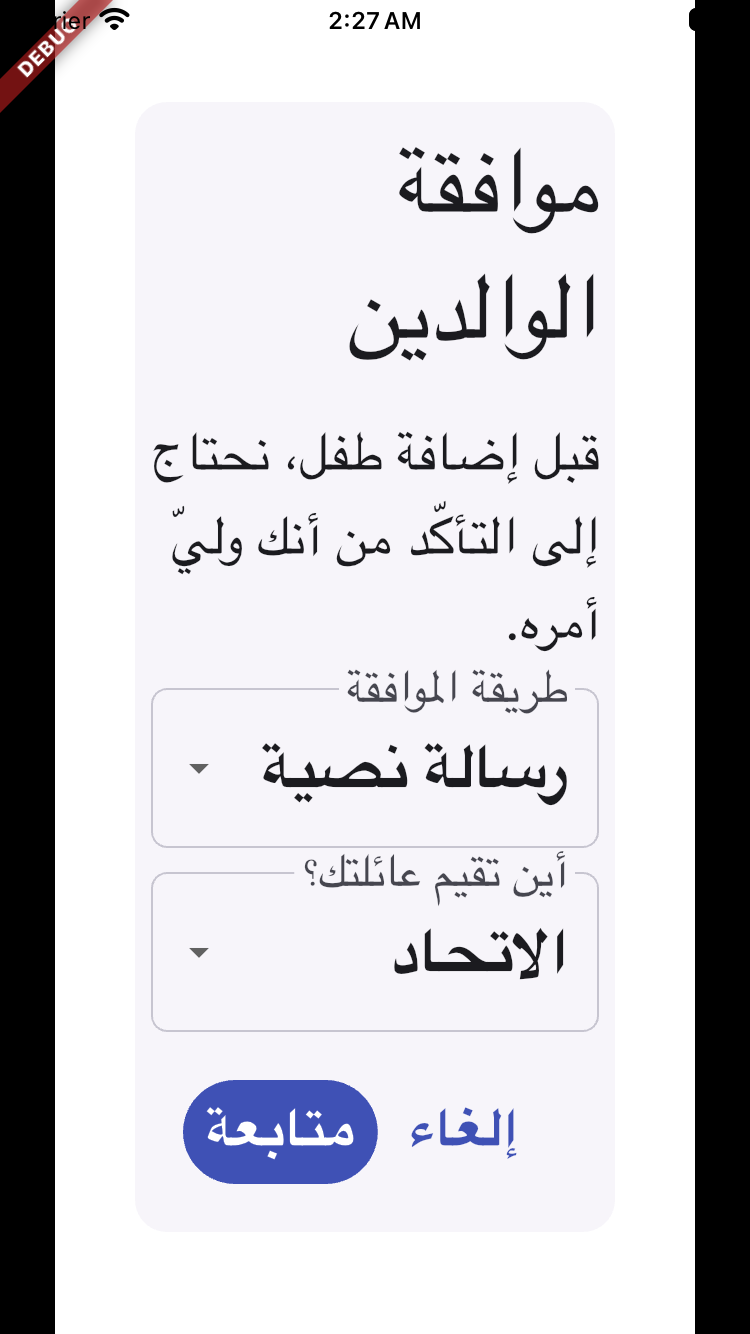 rier 2:27 AM
DEBUG
موافقة
الوالدين
قبل إضافة طفل، نحتاج
إلى التأكّد من أنك وليّ
أمره.
طريقة الموافقة
رسالة نصية
أين تقيم عائلتك؟
الاتحاد
إلغاء
متابعة